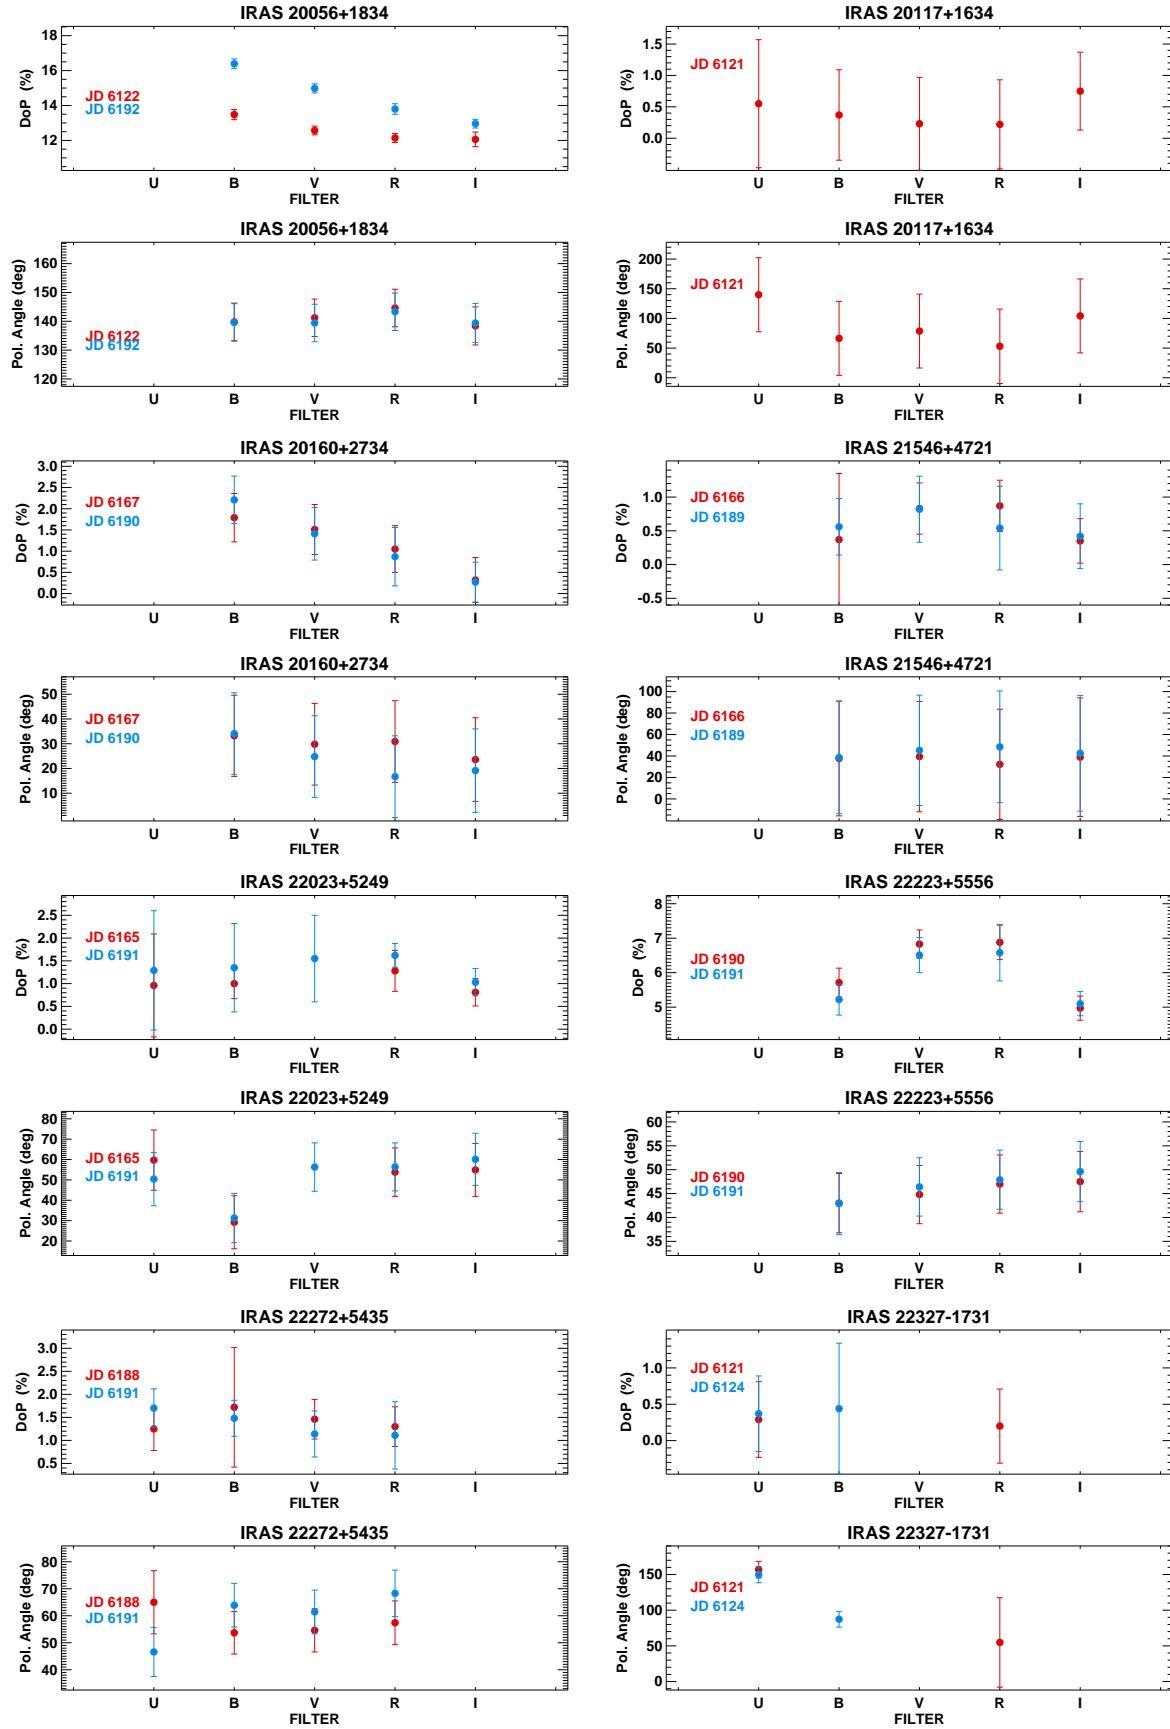 IRAS 20056+1834
DoP (%)
18
16
14
12
JD 6122
JD 6192
U B V R I
FILTER
IRAS 20117+1634
DoP (%)
1.5
1.0
0.5
0.0
JD 6121
U B V R I
FILTER
IRAS 20056+1834
Pol. Angle (deg)
160
150
140
130
120
JD 6122
JD 6192
U B V R I
FILTER
IRAS 20117+1634
Pol. Angle (deg)
200
150
100
50
0
JD 6121
U B V R I
FILTER
IRAS 20160+2734
DoP (%)
3.0
2.5
2.0
1.5
1.0
0.5
0.0
JD 6167
JD 6190
U B V R I
FILTER
IRAS 21546+4721
DoP (%)
1.0
0.5
0.0
-0.5
JD 6166
JD 6189
U B V R I
FILTER
IRAS 20160+2734
Pol. Angle (deg)
50
40
30
20
10
JD 6167
JD 6190
U B V R I
FILTER
IRAS 21546+4721
Pol. Angle (deg)
100
80
60
40
20
0
JD 6166
JD 6189
U B V R I
FILTER
IRAS 22023+5249
DoP (%)
2.5
2.0
1.5
1.0
0.5
0.0
JD 6165
JD 6191
U B V R I
FILTER
IRAS 22223+5556
DoP (%)
8
7
6
5
JD 6190
JD 6191
U B V R I
FILTER
IRAS 22023+5249
Pol. Angle (deg)
80
70
60
50
40
30
20
JD 6165
JD 6191
U B V R I
FILTER
IRAS 22223+5556
Pol. Angle (deg)
60
55
50
45
40
35
JD 6190
JD 6191
U B V R I
FILTER
IRAS 22272+5435
DoP (%)
3.0
2.5
2.0
1.5
1.0
0.5
JD 6188
JD 6191
U B V R I
FILTER
IRAS 22327-1731
DoP (%)
1.0
0.5
0.0
JD 6121
JD 6124
U B V R I
FILTER
IRAS 22272+5435
Pol. Angle (deg)
80
70
60
50
40
JD 6188
JD 6191
U B V R I
FILTER
IRAS 22327-1731
Pol. Angle (deg)
150
100
50
0
JD 6121
JD 6124
U B V R I
FILTER